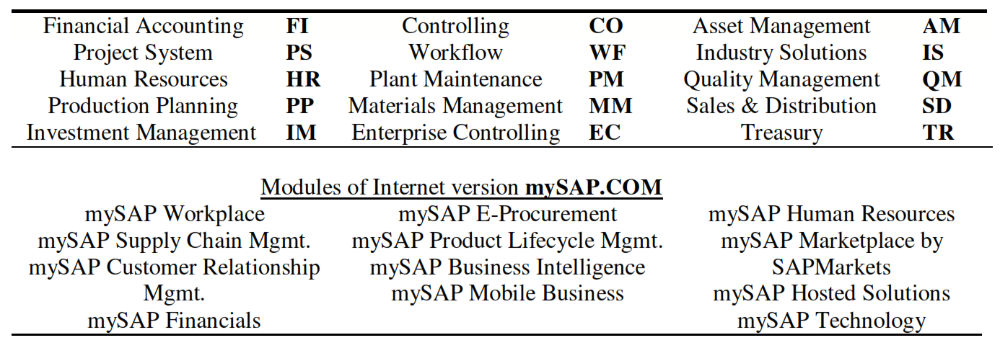 Financial Accounting FI Controlling CO Asset Management AM
Project System PS Workflow WF Industry Solutions IS
Human Resources HR Plant Maintenance PM Quality Management QM
Production Planning PP Materials Management MM Sales & Distribution SD
Investment Management IM Enterprise Controlling EC Treasury TR
Modules of Internet version mySAP.COM
mySAP Workplace mySAP E-Procurement mySAP Human Resources
mySAP Supply Chain Mgmt. mySAP Product Lifecycle Mgmt. mySAP Marketplace by
mySAP Customer Relationship mySAP Business Intelligence SAPMarkets
Mgmt. mySAP Mobile Business mySAP Hosted Solutions
mySAP Financials mySAP Technology